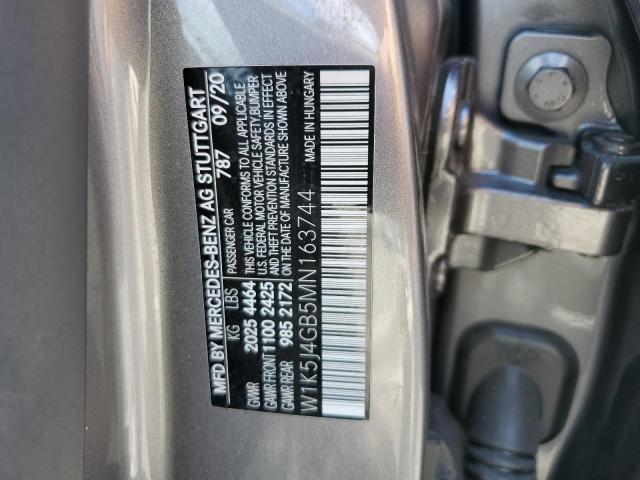 MFD BY MERCEDES-BENZ AG STUTTGART
PASSENGER CAR 787 09/20
KG LBS
GVWR 2025 4464
GAWR FRONT 1100 2425
GAWR REAR 985 2172
THIS VEHICLE CONFORMS TO ALL APPLICABLE
U.S. FEDERAL MOTOR VEHICLE SAFETY, BUMPER
AND THEFT PREVENTION STANDARDS IN EFFECT
ON THE DATE OF MANUFACTURE SHOWN ABOVE
W1K5J4GB5MN163744 MADE IN HUNGARY
TOP